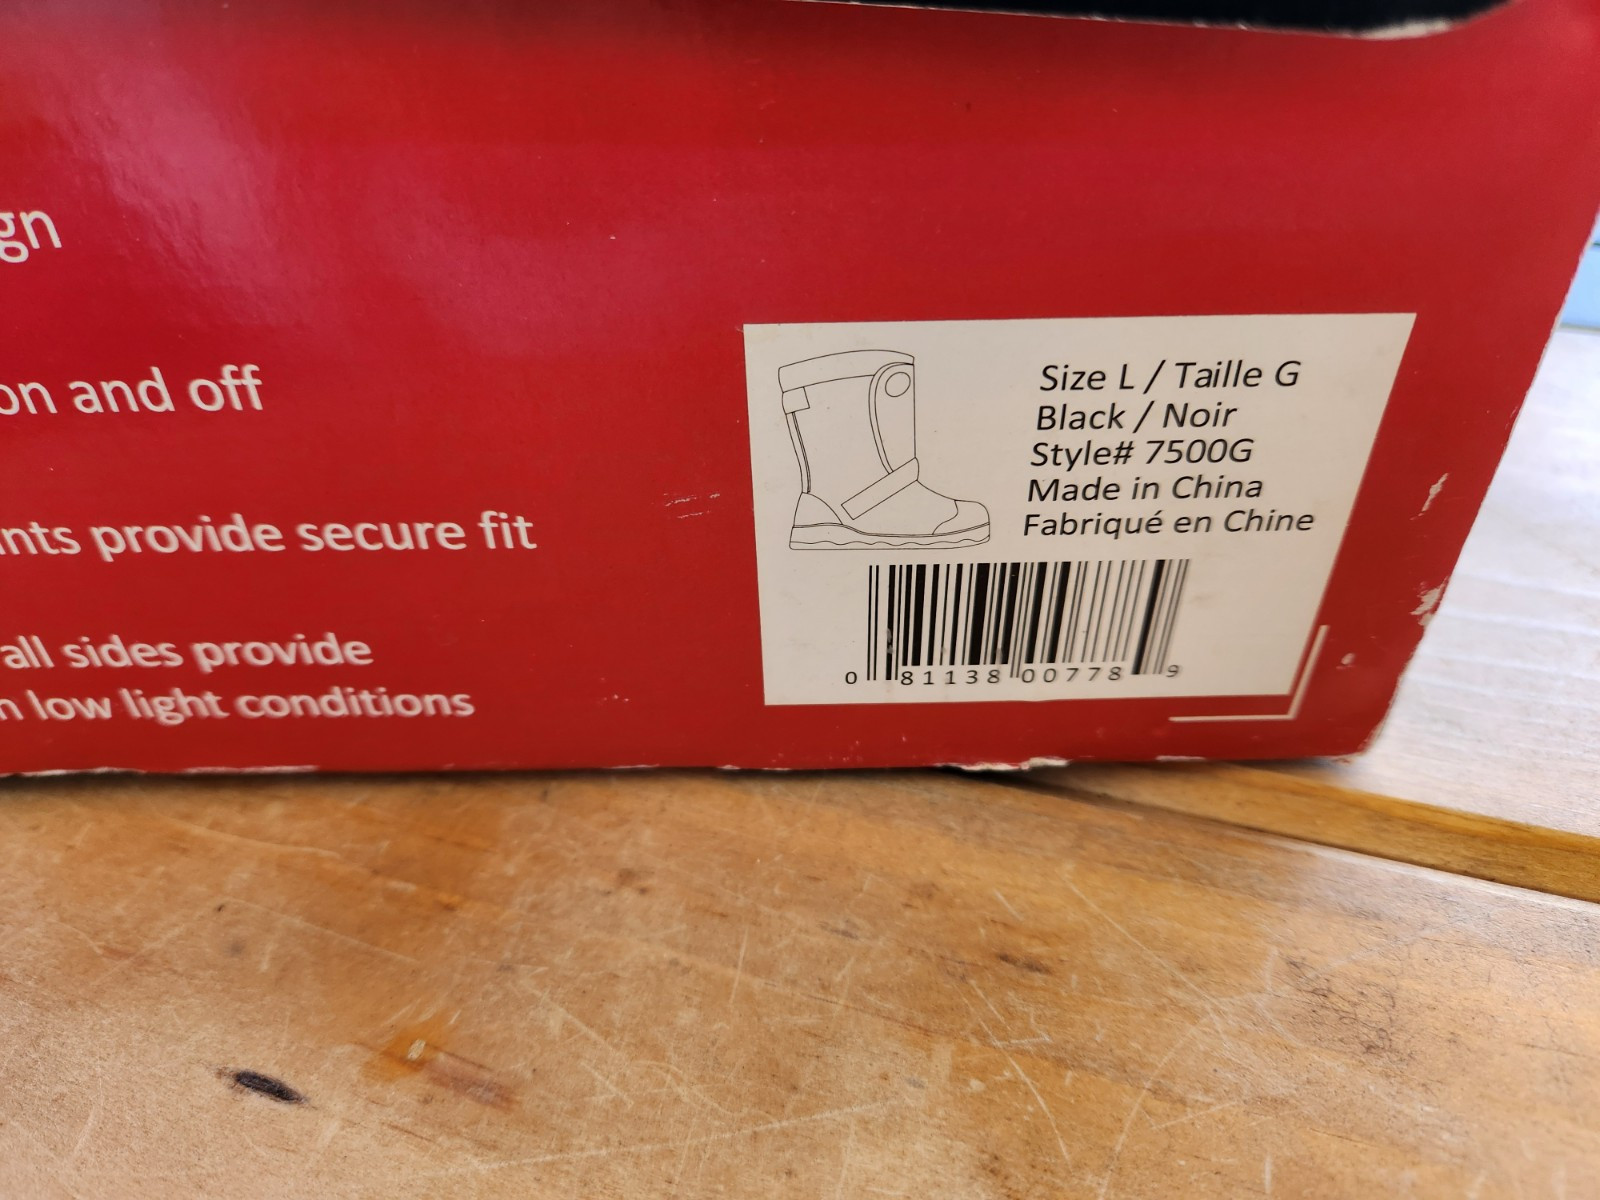 gn
on and off
nts provide secure fit
all sides provide
n low light conditions
Size L / Taille G
Black / Noir
Style# 7500G
Made in China
Fabriqué en Chine
0 81138 00778 9